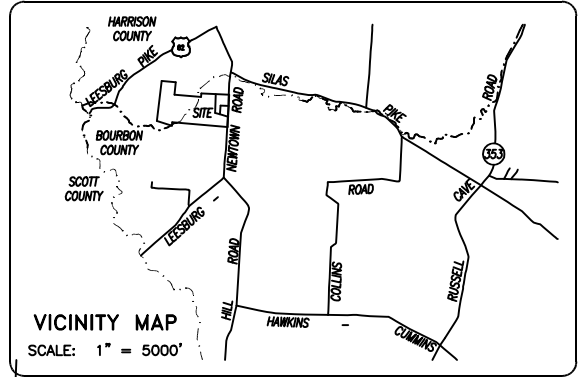 HARRISON
COUNTY
LEESBURG PIKE
62
SILAS
PIKE
ROAD
SITE
NEWTOWN ROAD
BOURBON
COUNTY
353
SCOTT
COUNTY
ROAD
CAVE
LEESBURG
ROAD
COLLINS
RUSSELL
HILL
HAWKINS
CUMMINS
VICINITY MAP
SCALE: 1" = 5000'